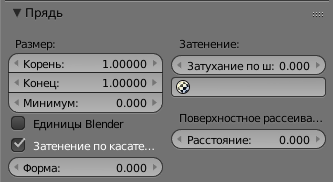 Прядь
Размер:
Корень: 1.00000
Конец: 1.00000
Минимум: 0.000
Единицы Blender
Затенение по касате...
Форма: 0.000
Затенение:
Затухание по ш: 0.000
Поверхностное рассеива...
Расстояние: 0.000